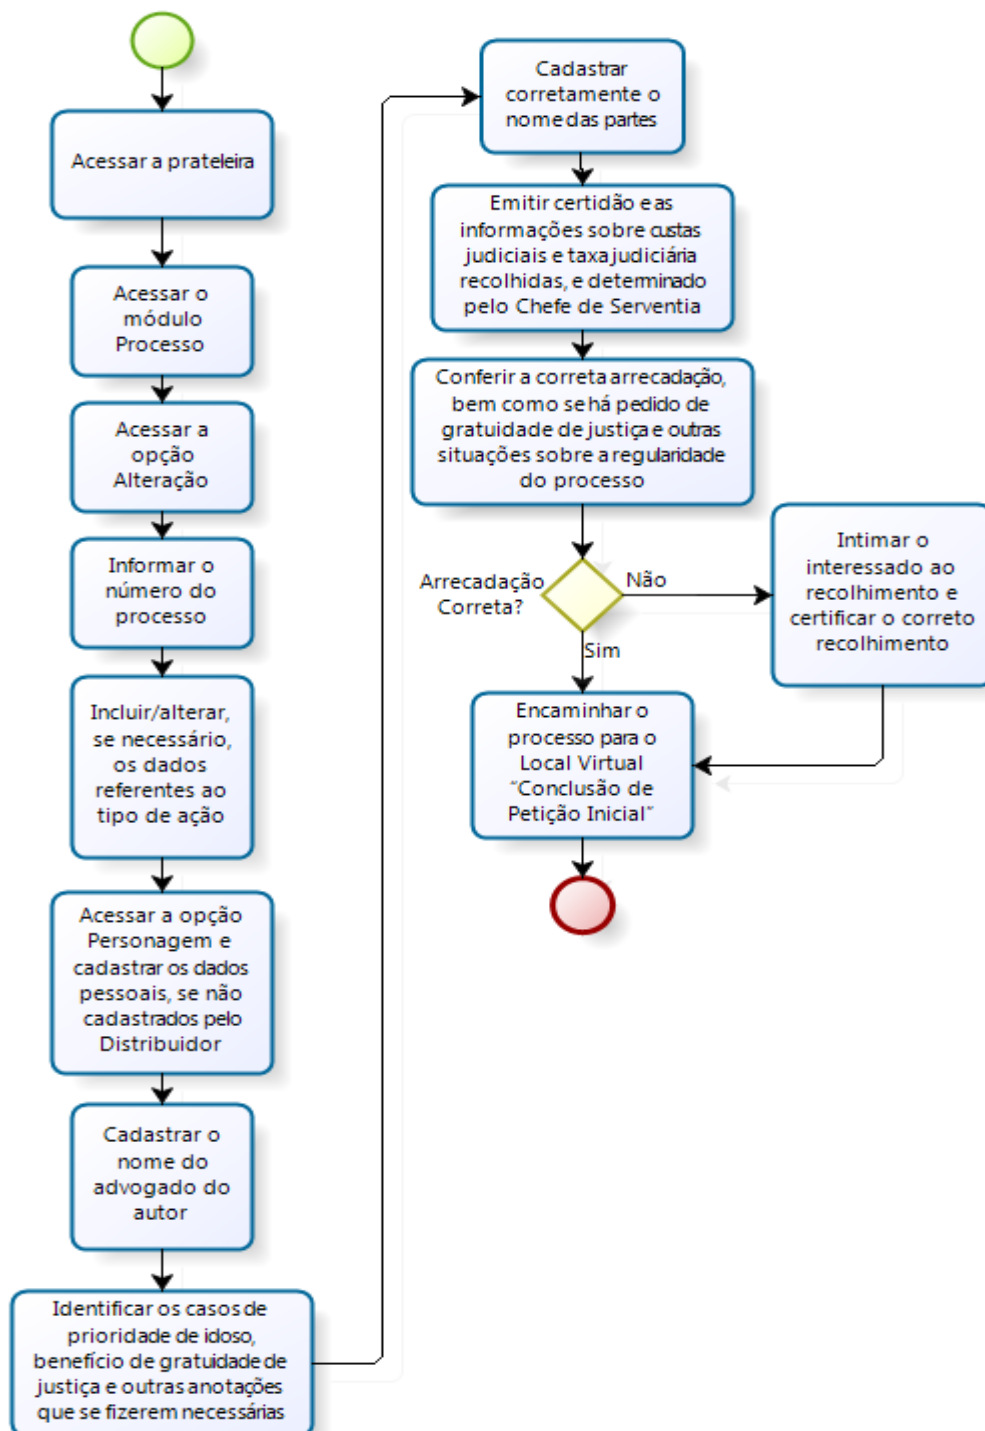 Acessar a prateleira
Acessar o
módulo
Processo
Acessar a
opção
Alteração
Informar o
número do
processo
Incluir/alterar,
se necessário,
os dados
referentes ao
tipo de ação
Acessar a opção
Personagem e
cadastrar os dados
pessoais, se não
cadastrados pelo
Distribuidor
Cadastrar o
nome do
advogado do
autor
Identificar os casos de
prioridade de idoso,
benefício de gratuidade de
justiça e outras anotações
que se fizerem necessárias
Cadastrar
corretamente o
nome das partes
Emitir certidão e as
informações sobre custas
judiciais e taxa judiciária
recolhidas, e determinado
pelo Chefe de Serventia
Conferir a correta arrecadação,
bem como se há pedido de
gratuidade de justiça e outras
situações sobre a regularidade
do processo
Arrecadação
Correta?
Não
Sim
Intimar o
interessado ao
recolhimento e
certificar o correto
recolhimento
Encaminhar o
processo para o
Local Virtual
“Conclusão de
Petição Inicial”